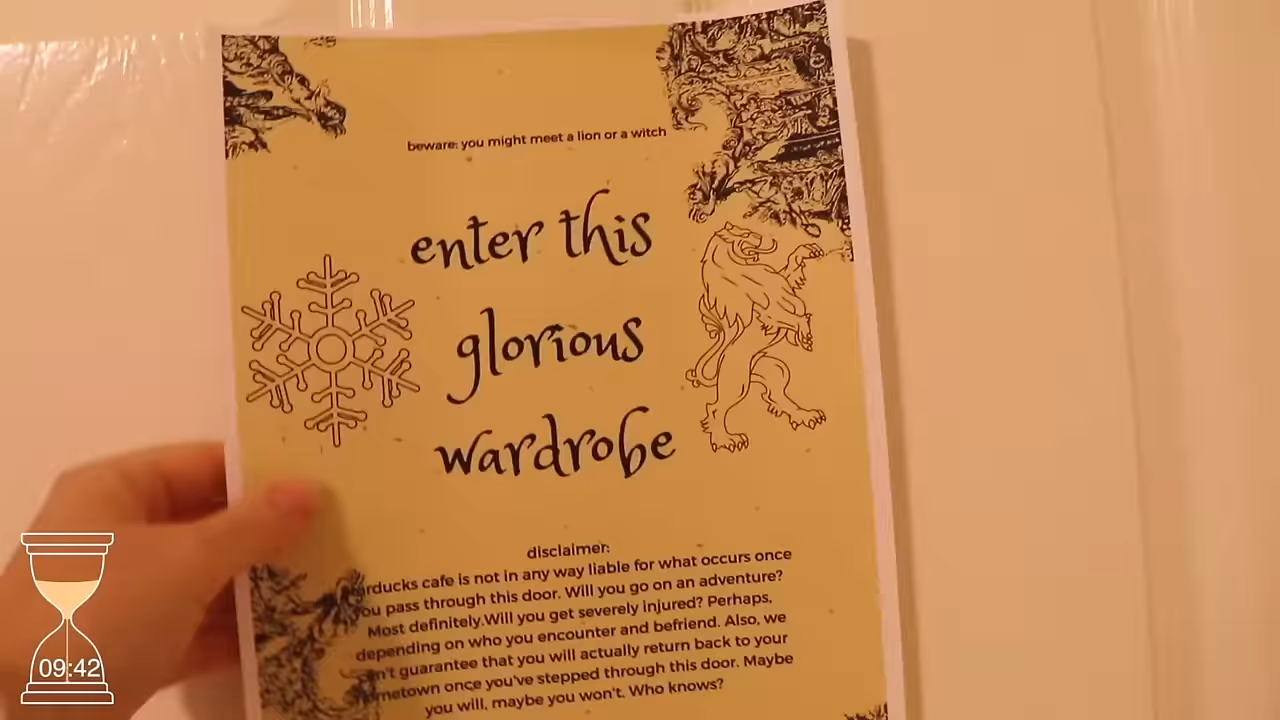 beware: you might meet a lion or a witch
enter this
glorious
wardrobe
disclaimer:
rducks cafe is not in any way liable for what occurs once
you pass through this door. Will you go on an adventure?
Most definitely.Will you get severely injured? Perhaps,
depending on who you encounter and befriend. Also, we
can't guarantee that you will actually return back to your
hometown once you've stepped through this door. Maybe
you will, maybe you won't. Who knows?
09:42